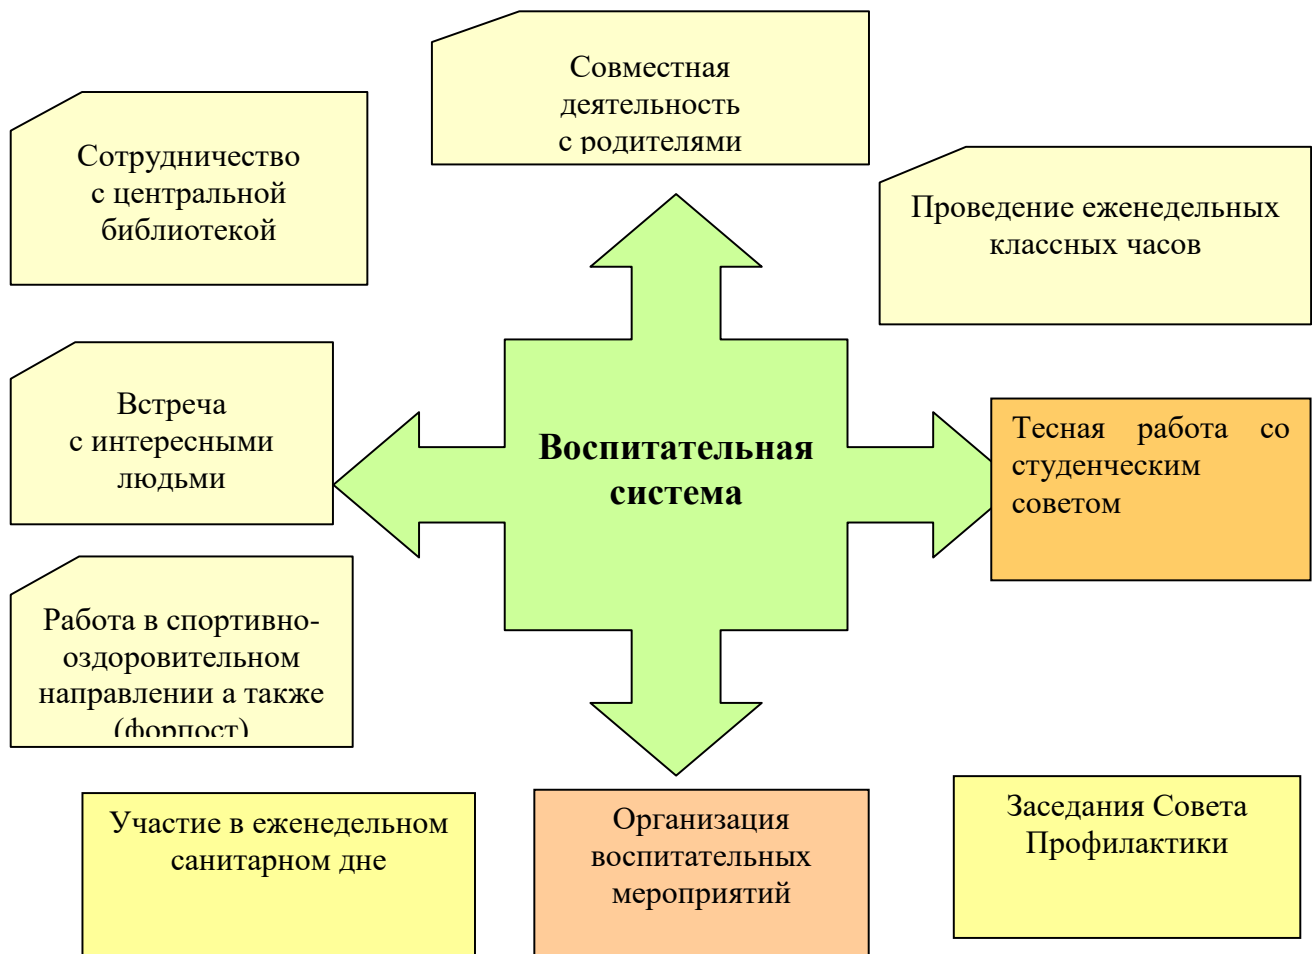 Совместная
деятельность
с родителями
Сотрудничество
с центральной
библиотекой
Проведение еженедельных
классных часов
Встреча
с интересными
людьми
Воспитательная
система
Тесная работа со
студенческим
советом
Работа в спортивно-
оздоровительном
направлении а также
(форпост)
Участие в еженедельном
санитарном дне
Организация
воспитательных
мероприятий
Заседания Совета
Профилактики